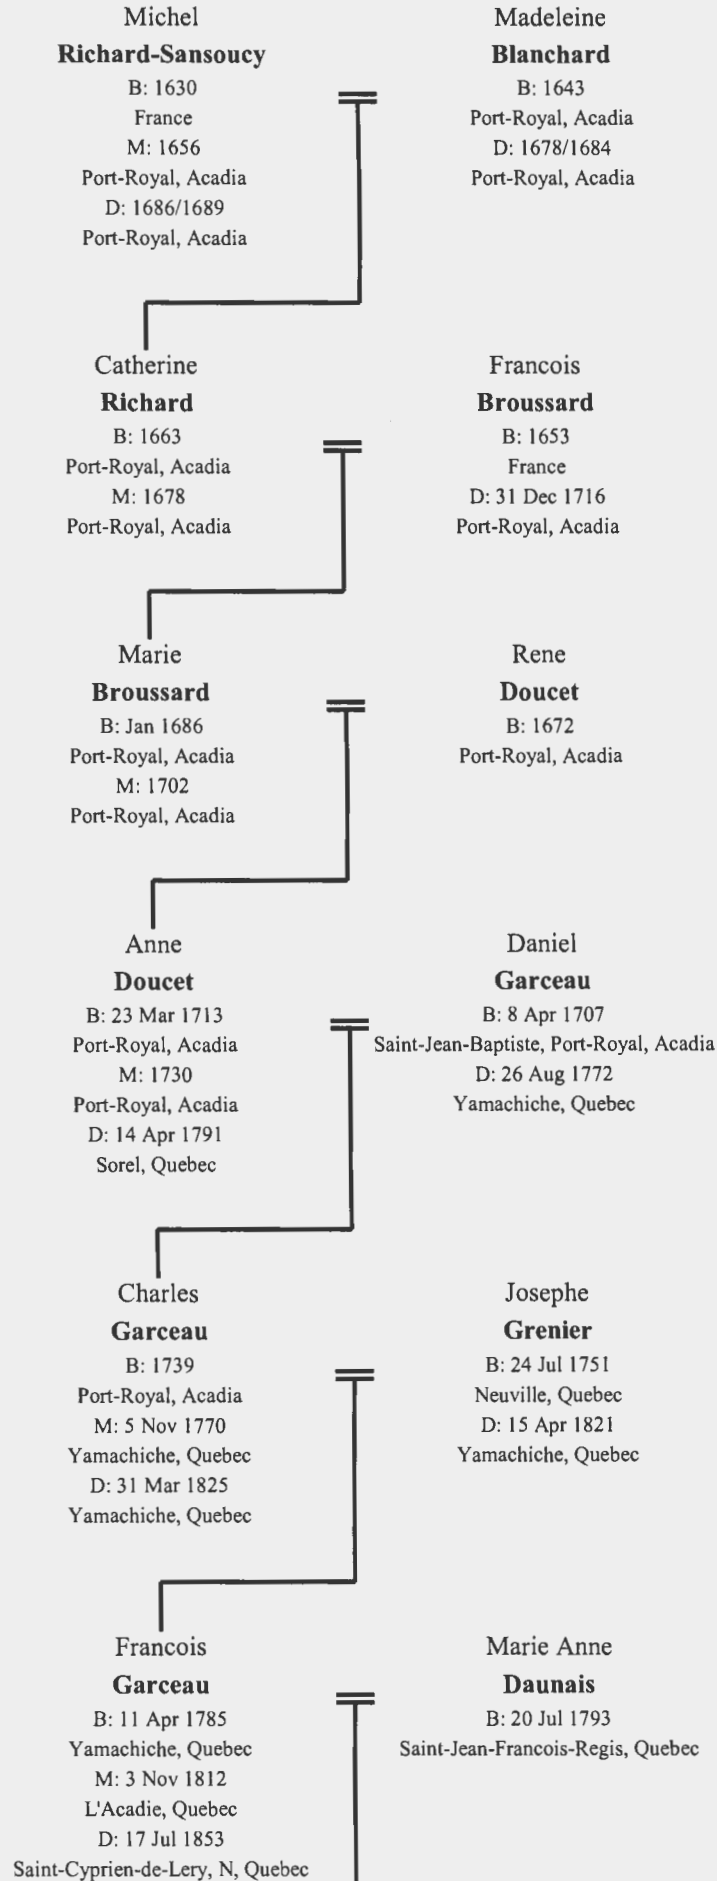 Michel
Richard-Sansoucy
B: 1630
France
M: 1656
Port-Royal, Acadia
D: 1686/1689
Port-Royal, Acadia
Madeleine
Blanchard
B: 1643
Port-Royal, Acadia
D: 1678/1684
Port-Royal, Acadia
Catherine
Richard
B: 1663
Port-Royal, Acadia
M: 1678
Port-Royal, Acadia
Francois
Broussard
B: 1653
France
D: 31 Dec 1716
Port-Royal, Acadia
Marie
Broussard
B: Jan 1686
Port-Royal, Acadia
M: 1702
Port-Royal, Acadia
Rene
Doucet
B: 1672
Port-Royal, Acadia
Anne
Doucet
B: 23 Mar 1713
Port-Royal, Acadia
M: 1730
Port-Royal, Acadia
D: 14 Apr 1791
Sorel, Quebec
Daniel
Garceau
B: 8 Apr 1707
Saint-Jean-Baptiste, Port-Royal, Acadia
D: 26 Aug 1772
Yamachiche, Quebec
Charles
Garceau
B: 1739
Port-Royal, Acadia
M: 5 Nov 1770
Yamachiche, Quebec
D: 31 Mar 1825
Yamachiche, Quebec
Josephe
Grenier
B: 24 Jul 1751
Neuville, Quebec
D: 15 Apr 1821
Yamachiche, Quebec
Francois
Garceau
B: 11 Apr 1785
Yamachiche, Quebec
M: 3 Nov 1812
L'Acadie, Quebec
D: 17 Jul 1853
Saint-Cyprien-de-Lery, N, Quebec
Marie Anne
Daunais
B: 20 Jul 1793
Saint-Jean-Francois-Regis, Quebec